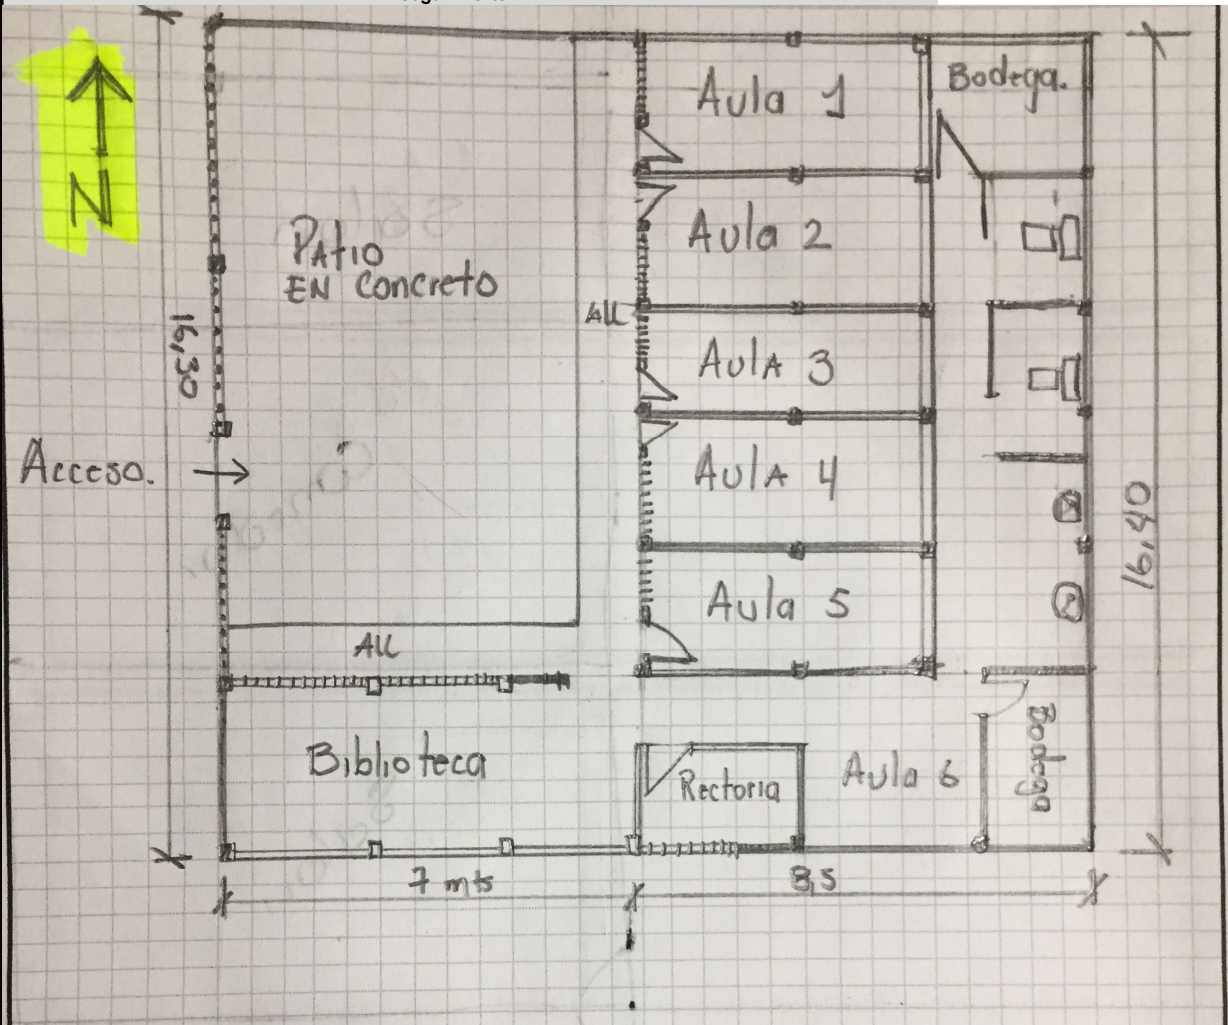 N
Acceso.
16,30
PATIO
EN Concreto
All
All
Aula 1
Aula 2
AulA 3
AulA 4
Aula 5
Bodega.
16,40
Biblioteca
Rectoria
Aula 6
Bodega
7 mts
8,5